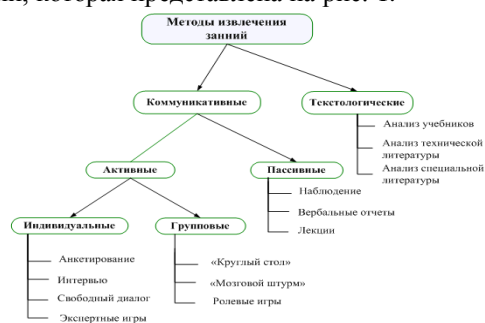 ии, которая представлена на рис. 1.
Методы извлечения
занний
Коммуникативные
Текстологические
Анализ учебников
Анализ технической
литературы
Анализ специальной
литературы
Активные
Пассивные
Наблюдение
Вербальные отчеты
Лекции
Индивидуальные
Групповые
Анкетирование
Интервью
Свободный диалог
Экспертные игры
«Круглый стол»
«Мозговой штурм»
Ролевые игры